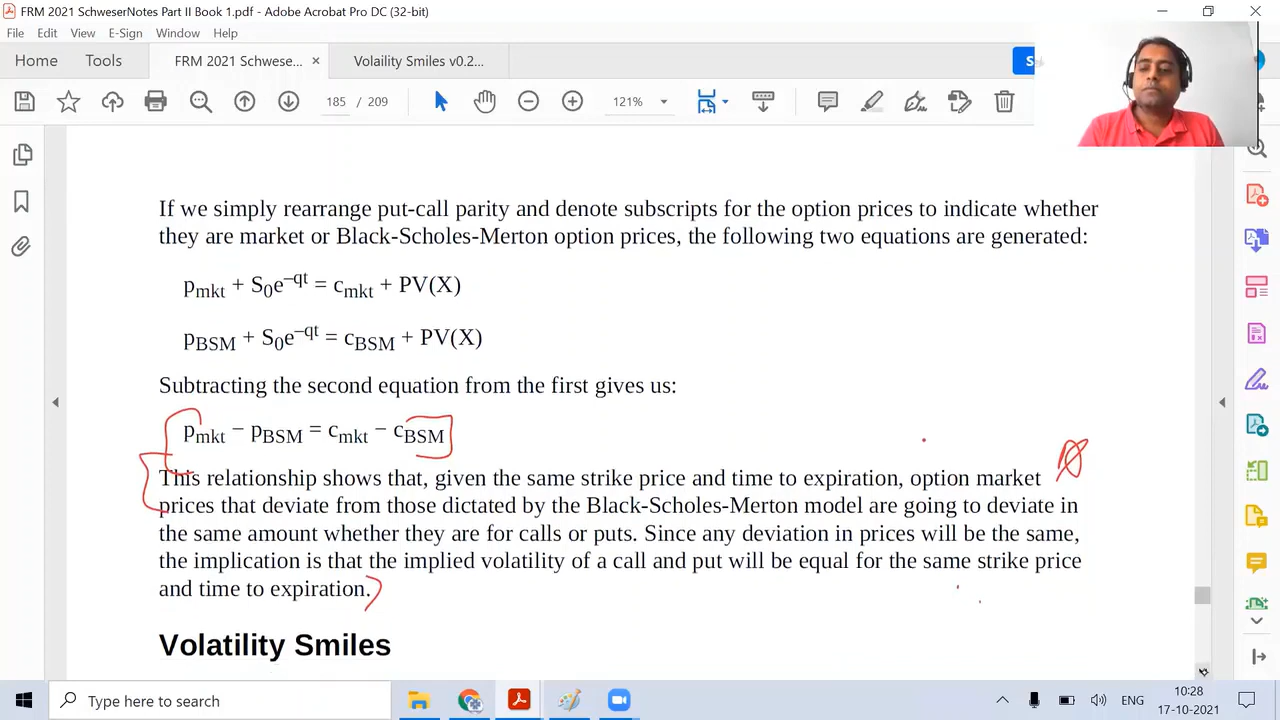 FRM 2021 SchweserNotes Part II Book 1.pdf - Adobe Acrobat Pro DC (32-bit)
File Edit View E-Sign Window Help
Home Tools FRM 2021 Schwese... × Volaility Smiles v0.2... S
185 / 209 121%
If we simply rearrange put-call parity and denote subscripts for the option prices to indicate whether
they are market or Black-Scholes-Merton option prices, the following two equations are generated:
pmkt + S0e–qt = cmkt + PV(X)
pBSM + S0e–qt = cBSM + PV(X)
Subtracting the second equation from the first gives us:
pmkt − pBSM = cmkt − cBSM
This relationship shows that, given the same strike price and time to expiration, option market
prices that deviate from those dictated by the Black-Scholes-Merton model are going to deviate in
the same amount whether they are for calls or puts. Since any deviation in prices will be the same,
the implication is that the implied volatility of a call and put will be equal for the same strike price
and time to expiration.
Volatility Smiles
Type here to search
ENG
10:28
17-10-2021